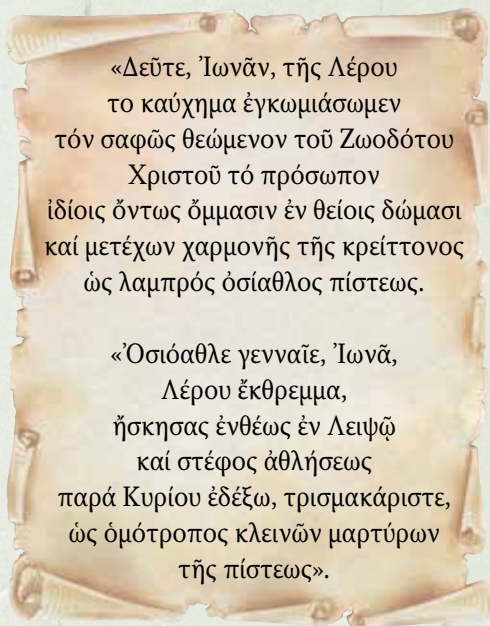 «Δεῦτε, Ἰωνᾶν, τῆς Λέρου
το καύχημα ἐγκωμιάσωμεν
τόν σαφῶς θεώμενον τοῦ Ζωοδότου
Χριστοῦ τό πρόσωπον
ἰδίοις ὄντως ὄμμασιν ἐν θείοις δώμασι
καί μετέχων χαρμονῆς τῆς κρείττονος
ὡς λαμπρός ὁσίαθλος πίστεως.
«Ὁσιόαθλε γενναῖε, Ἰωνᾶ,
Λέρου ἔκθρεμμα,
ἤσκησας ἐνθέως ἐν Λειψῷ
καί στέφος ἀθλήσεως
παρά Κυρίου ἐδέξω, τρισμακάριστε,
ὡς ὁμότροπος κλεινῶν μαρτύρων
τῆς πίστεως».